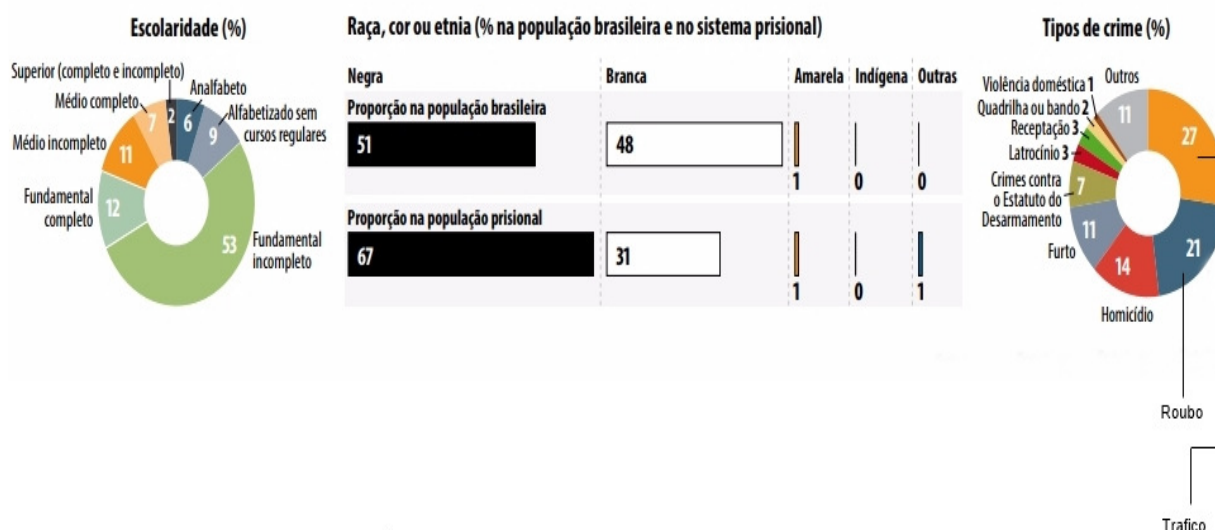 Escolaridade (%)
Superior (completo e incompleto)
Médio completo
Médio incompleto
Fundamental
completo
Analfabeto
Alfabetizado sem
cursos regulares
Fundamental
incompleto
2
6
9
53
12
11
7
Raça, cor ou etnia (% na população brasileira e no sistema prisional)
Negra Branca Amarela Indígena Outras
Proporção na população brasileira
51 48 1 0 0
Proporção na população prisional
67 31 1 0 1
Tipos de crime (%)
Outros
Violência doméstica 1
Quadrilha ou bando 2
Receptação 3
Latrocínio 3
Crimes contra
o Estatuto do
Desarmamento
Furto
Homicídio
11
27
21
14
11
7
Roubo
Trafico